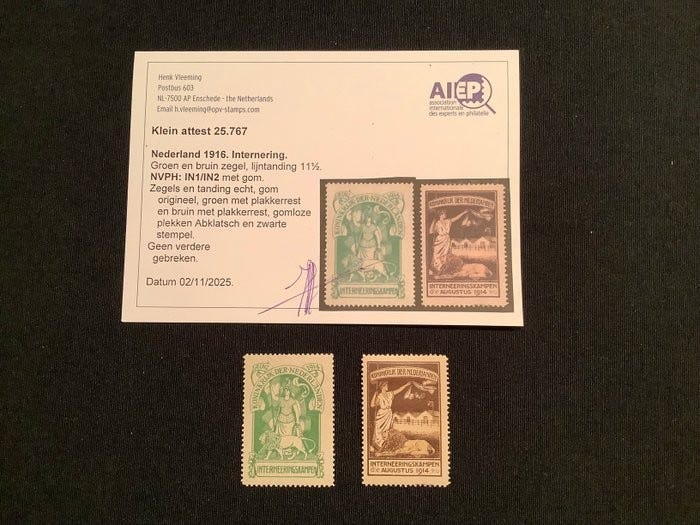 Henk Vleeming
Postbus 603
NL-7500 AP Enschede - the Netherlands
Email h.vleeming@opv-stamps.com
AIEP
association
internationale
des experts en philatelie
Klein attest 25.767
Nederland 1916. Internering.
Groen en bruin zegel, lijntanding 11½.
NVPH: IN1/IN2 met gom.
Zegels en tanding echt, gom
origineel, groen met plakkerrest
en bruin met plakkerrest, gomloze
plekken Abklatsch en zwarte
stempel.
Geen verdere
gebreken.
Datum 02/11/2025.
KONINKRIJK DER NEDERLANDEN
INTERNEERINGSKAMPEN
KONINKRIJK DER NEDERLANDEN
INTERNEERINGSKAMPEN
AUGUSTUS 1914
KONINKRIJK DER NEDERLANDEN
INTERNEERINGSKAMPEN
KONINKRIJK DER NEDERLANDEN
INTERNEERINGSKAMPEN
AUGUSTUS 1914